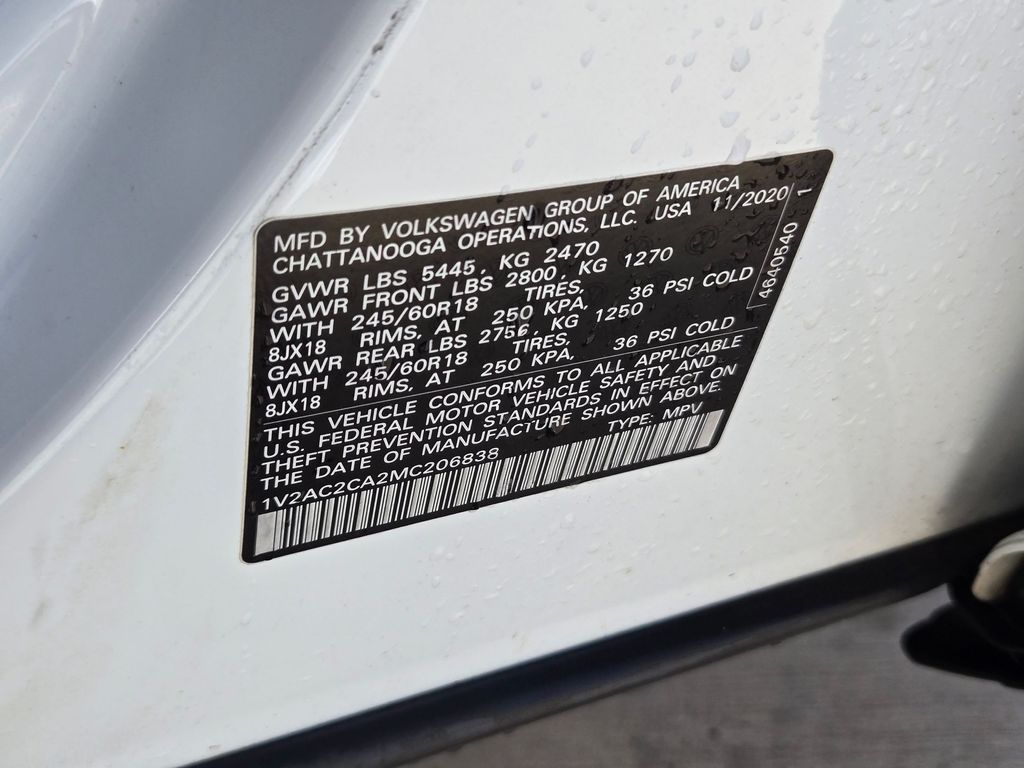 MFD BY VOLKSWAGEN GROUP OF AMERICA
CHATTANOOGA OPERATIONS, LLC. USA 11/2020
GVWR LBS 5445, KG 2470
GAWR FRONT LBS 2800, KG 1270
WITH 245/60R18 TIRES,
8JX18 RIMS, AT 250 KPA, 36 PSI COLD
GAWR REAR LBS 2756, KG 1250
WITH 245/60R18 TIRES,
8JX18 RIMS, AT 250 KPA, 36 PSI COLD
THIS VEHICLE CONFORMS TO ALL APPLICABLE
U.S. FEDERAL MOTOR VEHICLE SAFETY AND
THEFT PREVENTION STANDARDS IN EFFECT ON
THE DATE OF MANUFACTURE SHOWN ABOVE.
1V2AC2CA2MC206838 TYPE: MPV
4640540 1